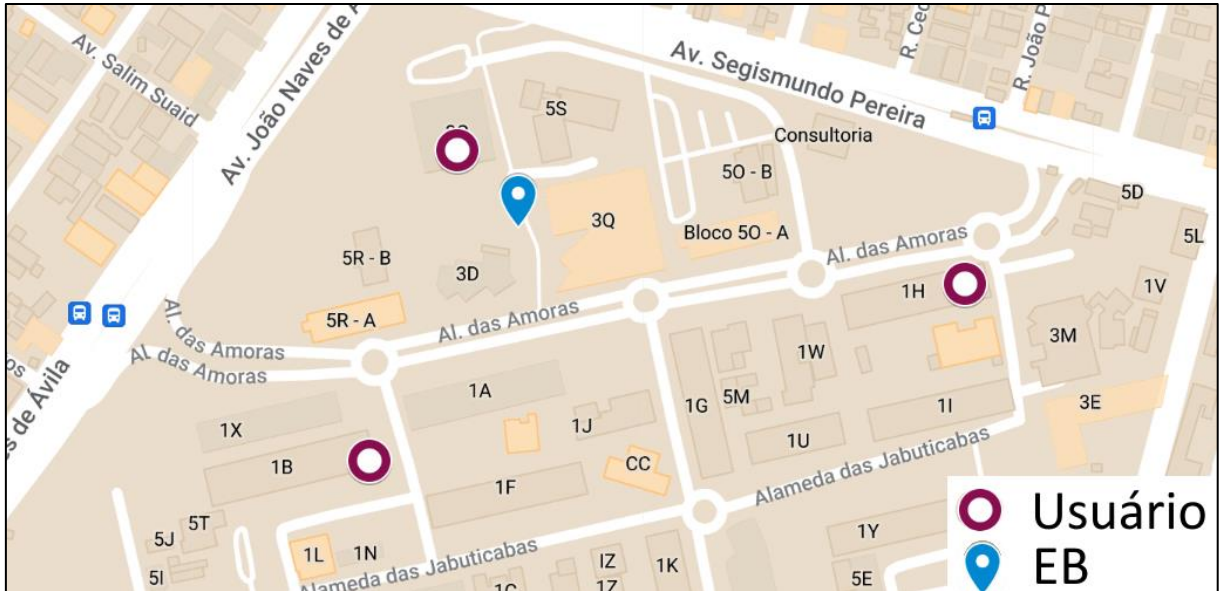 Av. João Naves de
Av. Salim Suaid
Av. Segismundo Pereira
R. João P
5S
Consultoria
5O - B
5D
3Q
Bloco 5O - A
5L
Al. das Amoras
5R - B
3D
1H
1V
5R - A
Al. das Amoras
3M
Al. das Amoras
Al. das Amoras
1W
1A
5M
3E
s de Ávila
1G
1I
1X
1J
1U
1B
CC
Alameda das Jabuticabas
1F
Usuário
5T
5J
1Y
1L
1N
IZ
1K
EB
5I
Alameda das Jabuticabas
5E